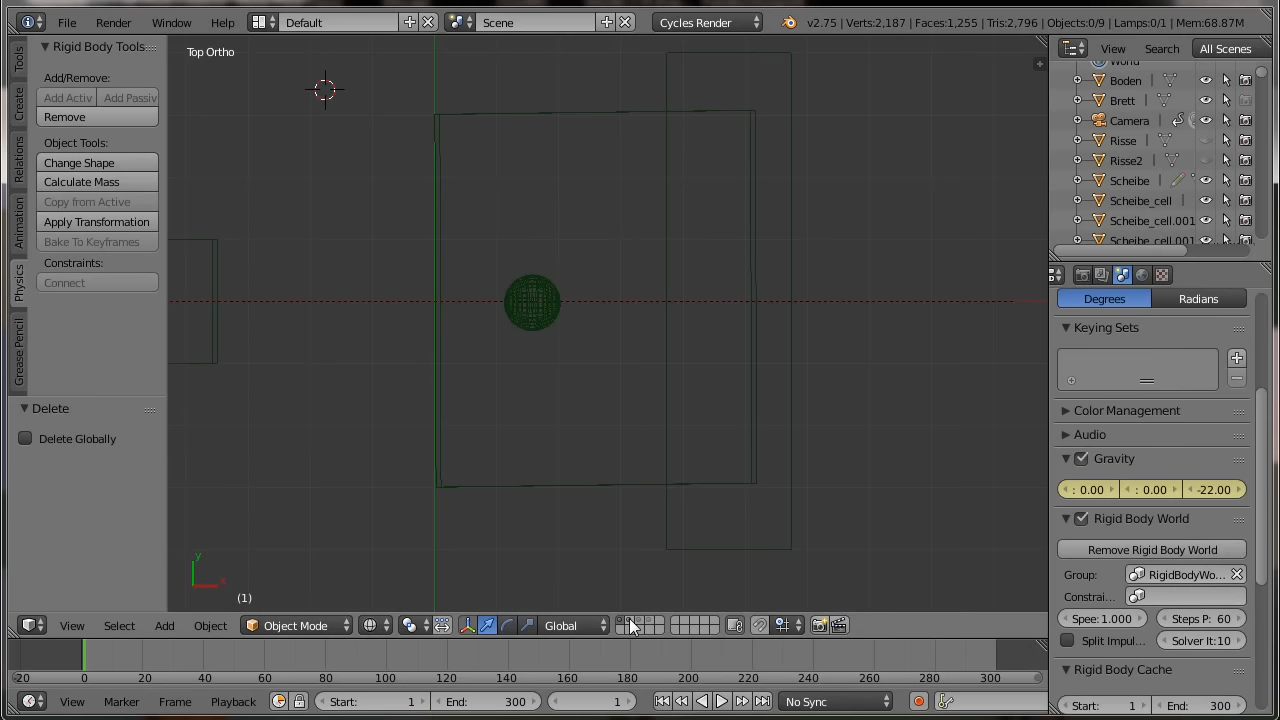 File Render Window Help Default Scene Cycles Render v2.75 | Verts:2,187 | Faces:1,255 | Tris:2,796 | Objects:0/9 | Lamps:0/1 | Mem:68.87M
Tools
Create
Relations
Animation
Physics
Grease Pencil
Rigid Body Tools
Add/Remove:
Add Activ Add Passiv
Remove
Object Tools:
Change Shape
Calculate Mass
Copy from Active
Apply Transformation
Bake To Keyframes
Constraints:
Connect
Delete
Delete Globally
Top Ortho
y
x
(1)
View Search All Scenes
World
Boden
Brett
Camera
Risse
Risse2
Scheibe
Scheibe_cell
Scheibe_cell.001
Scheibe_cell.001
Degrees Radians
Keying Sets
Color Management
Audio
Gravity
: 0.00 : 0.00 -22.00
Rigid Body World
Remove Rigid Body World
Group: RigidBodyWo...
Constrai...
Spee: 1.000 Steps P: 60
Split Impul... Solver It:10
Rigid Body Cache
Start: 1 End: 300
View Select Add Object Object Mode Global
-20 0 20 40 60 80 100 120 140 160 180 200 220 240 260 280 300
View Marker Frame Playback Start: 1 End: 300 1 No Sync